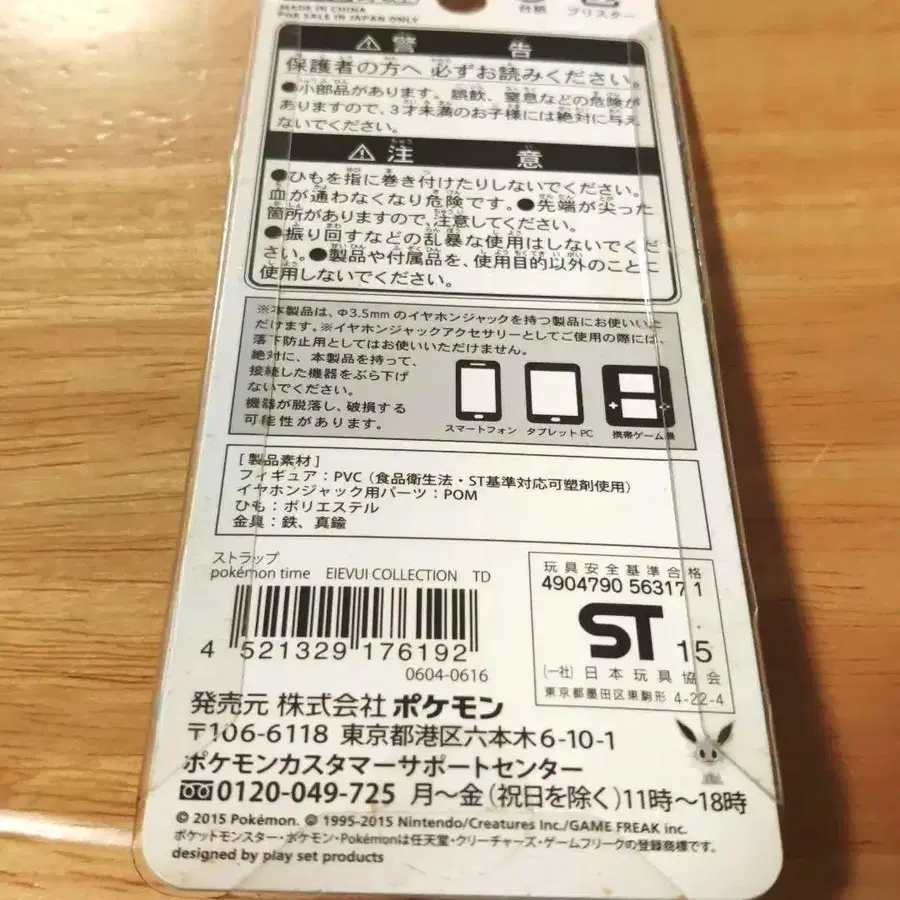 MADE IN CHINA
FOR SALE IN JAPAN ONLY
台紙
ブリスター
⚠警告
保護者の方へ 必ずお読みください。
●小部品があります。誤飲、窒息などの危険が
ありますので、3才未満のお子様には絶対に与え
ないでください。
⚠注意
●ひもを指に巻き付けたりしないでください。
血が通わなくなり危険です。●先端が尖った
箇所がありますので、注意してください。
●振り回すなどの乱暴な使用はしないでくだ
さい。●製品や付属品を、使用目的以外のことに
使用しないでください。
※本製品は、Φ3.5mmのイヤホンジャックを持つ製品にお使いいた
だけます。※イヤホンジャックアクセサリーとしてご使用の際には、
落下防止用としてはお使いいただけません。
絶対に、本製品を持って、
接続した機器をぶら下げ
ないでください。
機器が脱落し、破損する
可能性があります。
スマートフォン タブレットPC 携帯ゲーム機
[製品素材]
フィギュア:PVC(食品衛生法・ST基準対応可塑剤使用)
イヤホンジャック用パーツ:POM
ひも:ポリエステル
金具:鉄、真鍮
ストラップ
pokémon time EIEVUI COLLECTION TD
4 521329 176192
0604-0616
玩具安全基準合格
4904790 563171
ST 15
(一社)日本玩具協会
東京都墨田区東駒形 4-22-4
発売元 株式会社 ポケモン
〒106-6118 東京都港区六本木6-10-1
ポケモンカスタマーサポートセンター
0120-049-725 月〜金(祝日を除く)11時〜18時
© 2015 Pokémon. © 1995-2015 Nintendo/Creatures Inc./GAME FREAK inc.
ポケットモンスター・ポケモン・Pokémonは任天堂・クリーチャーズ・ゲームフリークの登録商標です。
designed by play set products